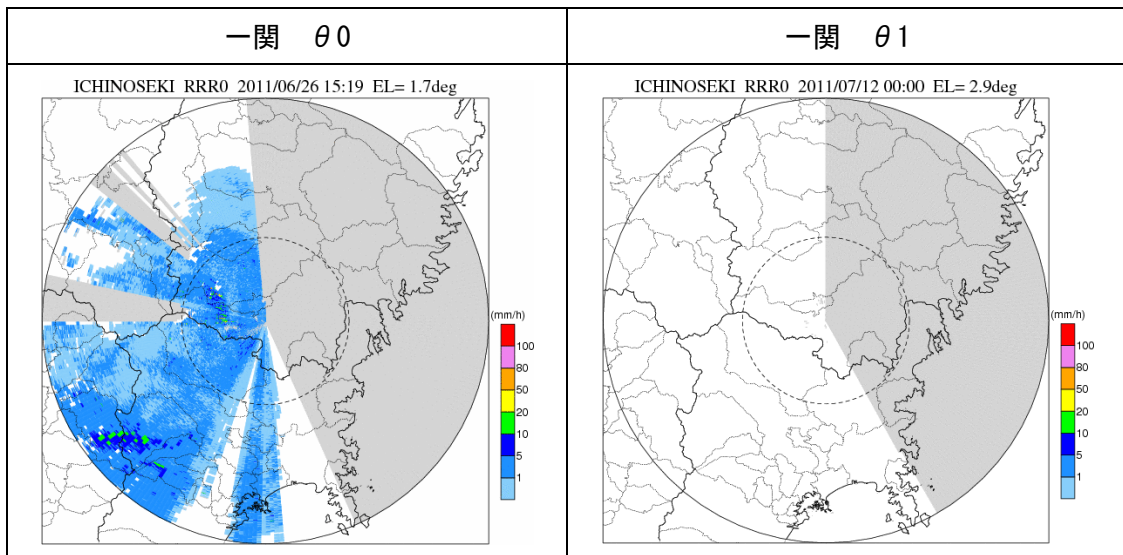 一関　θ0
一関　θ1
ICHINOSEKI RRR0 2011/06/26 15:19 EL= 1.7deg
(mm/h)
100
80
50
20
10
5
1
ICHINOSEKI RRR0 2011/07/12 00:00 EL= 2.9deg
(mm/h)
100
80
50
20
10
5
1